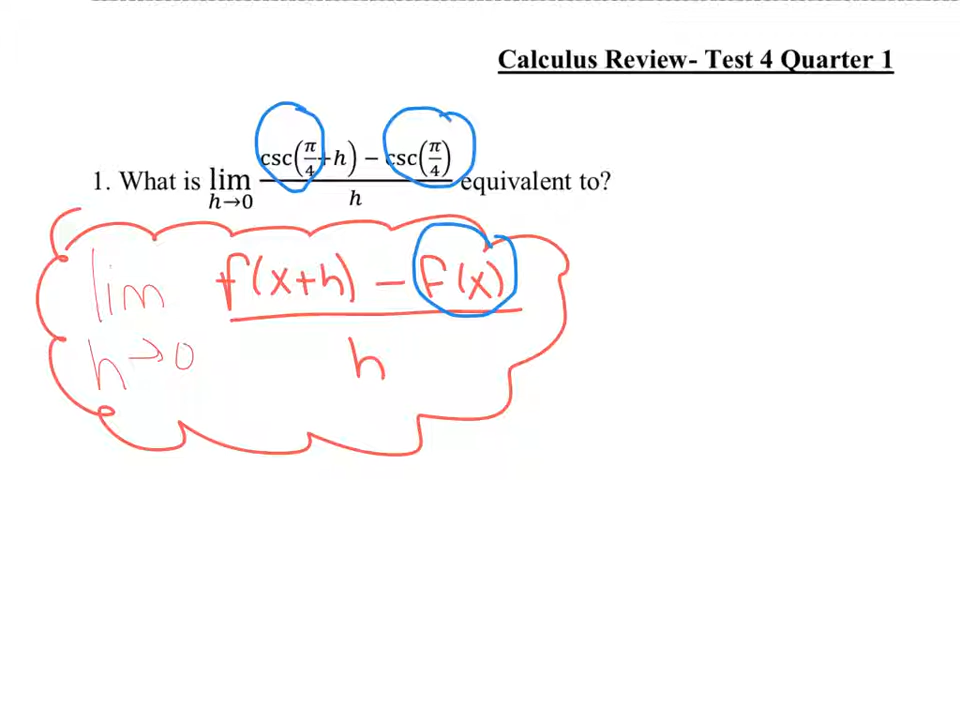 Calculus Review- Test 4 Quarter 1
1. What is lim h→0 (csc(π/4+h) − csc(π/4))/h equivalent to?
lim f(x+h) − f(x)
h→0 h